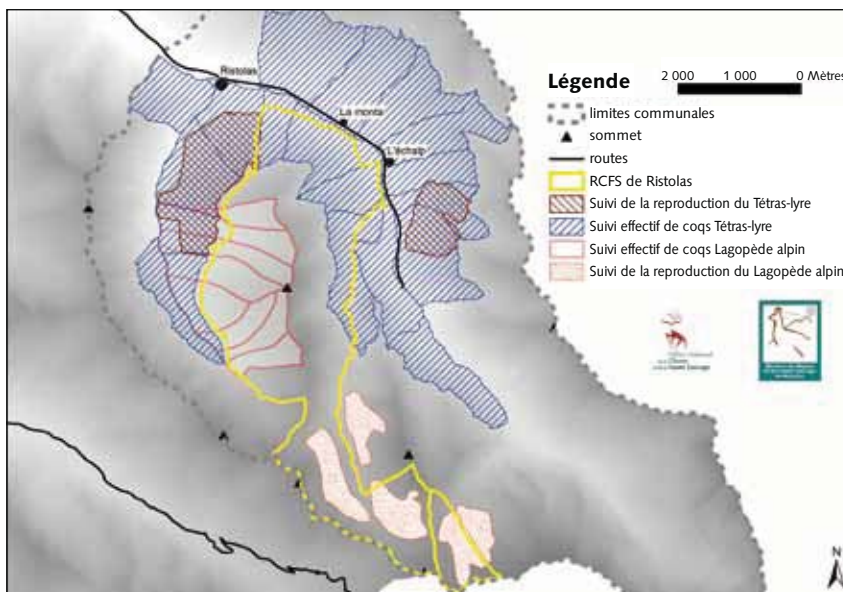 Ristolas
La monta
L'échalp
Légende
2 000 1 000 0 Mètres
limites communales
sommet
routes
RCFS de Ristolas
Suivi de la reproduction du Tétras-lyre
Suivi effectif de coqs Tétras-lyre
Suivi effectif de coqs Lagopède alpin
Suivi de la reproduction du Lagopède alpin
N